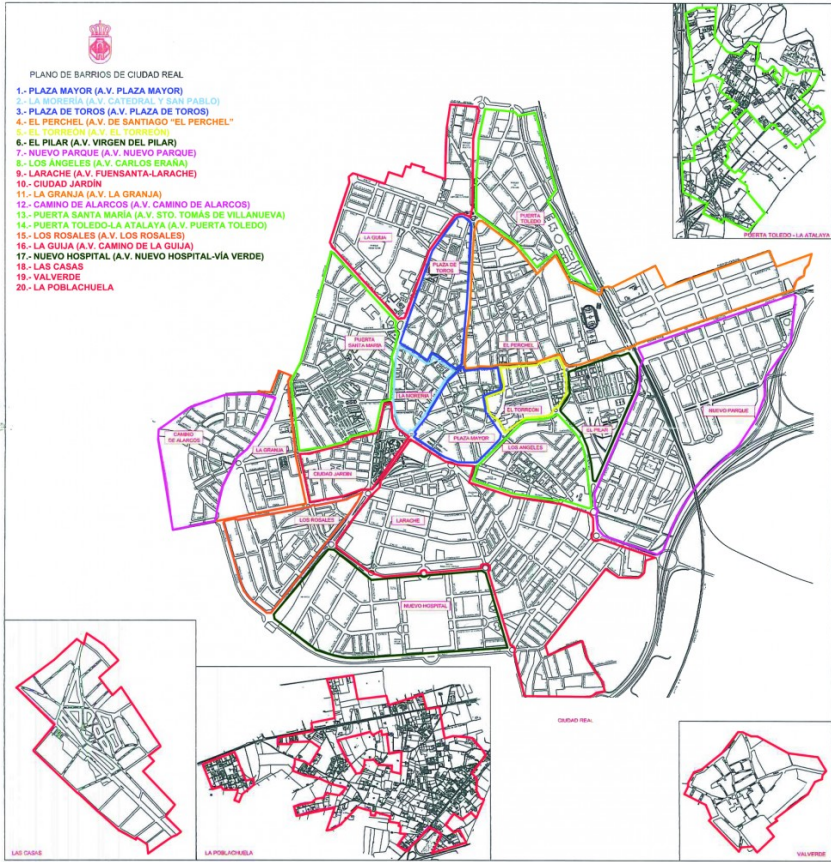 PLANO DE BARRIOS DE CIUDAD REAL
1.- PLAZA MAYOR (A.V. PLAZA MAYOR)
2.- LA MORERÍA (A.V. CATEDRAL Y SAN PABLO)
3.- PLAZA DE TOROS (A.V. PLAZA DE TOROS)
4.- EL PERCHEL (A.V. DE SANTIAGO "EL PERCHEL"
5.- EL TORREÓN (A.V. EL TORREÓN)
6.- EL PILAR (A.V. VIRGEN DEL PILAR)
7.- NUEVO PARQUE (A.V. NUEVO PARQUE)
8.- LOS ÁNGELES (A.V. CARLOS ERAÑA)
9.- LARACHE (A.V. FUENSANTA-LARACHE)
10.- CIUDAD JARDÍN
11.- LA GRANJA (A.V. LA GRANJA)
12.- CAMINO DE ALARCOS (A.V. CAMINO DE ALARCOS)
13.- PUERTA SANTA MARÍA (A.V. STO. TOMÁS DE VILLANUEVA)
14.- PUERTA TOLEDO-LA ATALAYA (A.V. PUERTA TOLEDO)
15.- LOS ROSALES (A.V. LOS ROSALES)
16.- LA GUIJA (A.V. CAMINO DE LA GUIJA)
17.- NUEVO HOSPITAL (A.V. NUEVO HOSPITAL-VÍA VERDE)
18.- LAS CASAS
19.- VALVERDE
20.- LA POBLACHUELA
PUERTA TOLEDO - LA ATALAYA
PUERTA
TOLEDO
LA GUIJA
PLAZA DE
TOROS
PUERTA
SANTA MARÍA
EL PERCHEL
LA MORERÍA
EL TORREÓN
NUEVO PARQUE
EL PILAR
PLAZA MAYOR
LOS ANGELES
CAMINO
DE ALARCOS
LA GRANJA
CIUDAD JARDÍN
LOS ROSALES
LARACHE
NUEVO HOSPITAL
CIUDAD REAL
LAS CASAS
LA POBLACHUELA
VALVERDE